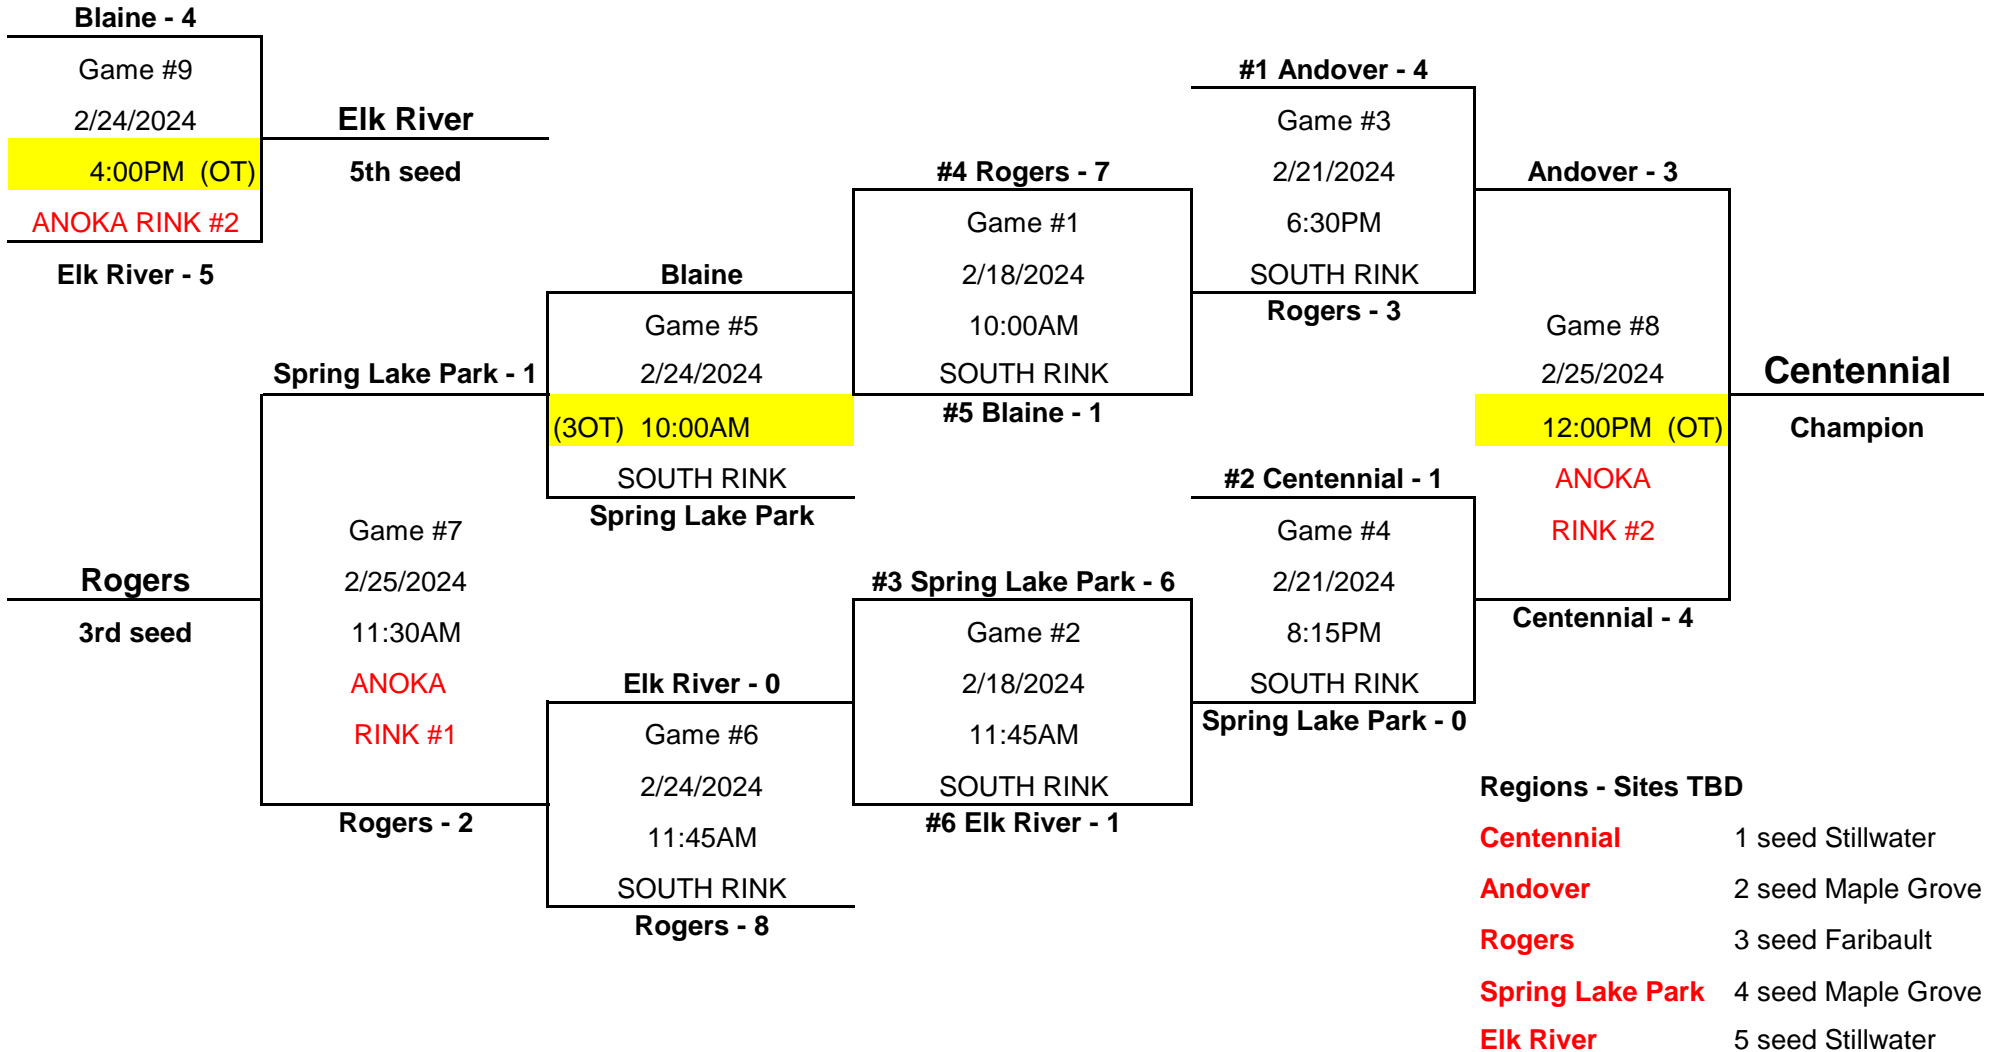 Blaine - 4
Game #9
2/24/2024
4:00PM (OT)
ANOKA RINK #2
Elk River - 5
Elk River
5th seed
Rogers
3rd seed
Spring Lake Park - 1
Game #7
2/25/2024
11:30AM
ANOKA
RINK #1
Rogers - 2
Blaine
Game #5
2/24/2024
(3OT) 10:00AM
SOUTH RINK
Spring Lake Park
Elk River - 0
Game #6
2/24/2024
11:45AM
SOUTH RINK
Rogers - 8
#4 Rogers - 7
Game #1
2/18/2024
10:00AM
SOUTH RINK
#5 Blaine - 1
#3 Spring Lake Park - 6
Game #2
2/18/2024
11:45AM
SOUTH RINK
#6 Elk River - 1
#1 Andover - 4
Game #3
2/21/2024
6:30PM
SOUTH RINK
Rogers - 3
#2 Centennial - 1
Game #4
2/21/2024
8:15PM
SOUTH RINK
Spring Lake Park - 0
Andover - 3
Game #8
2/25/2024
12:00PM (OT)
ANOKA
RINK #2
Centennial - 4
Centennial
Champion
Regions - Sites TBD
Centennial 1 seed Stillwater
Andover 2 seed Maple Grove
Rogers 3 seed Faribault
Spring Lake Park 4 seed Maple Grove
Elk River 5 seed Stillwater